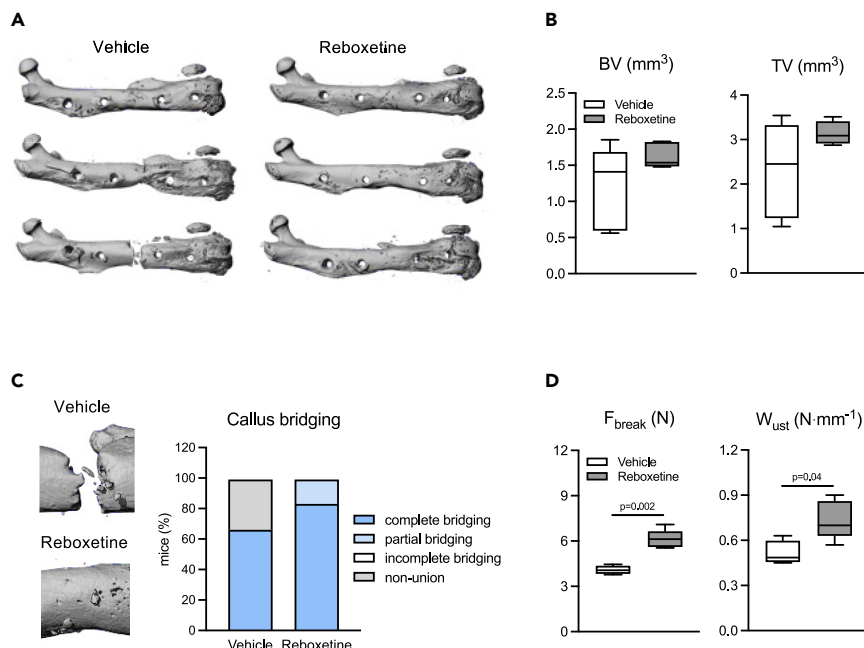 A
Vehicle
Reboxetine
B
BV (mm³)
2.5
2.0
1.5
1.0
0.5
0.0
Vehicle
Reboxetine
TV (mm³)
4
3
2
1
0
C
Vehicle
Reboxetine
Callus bridging
mice (%)
120
100
80
60
40
20
0
Vehicle
Reboxetine
complete bridging
partial bridging
incomplete bridging
non-union
D
F_break (N)
12
9
6
3
0
Vehicle
Reboxetine
p=0.002
W_ust (N·mm⁻¹)
1.2
0.9
0.6
0.3
0.0
p=0.04